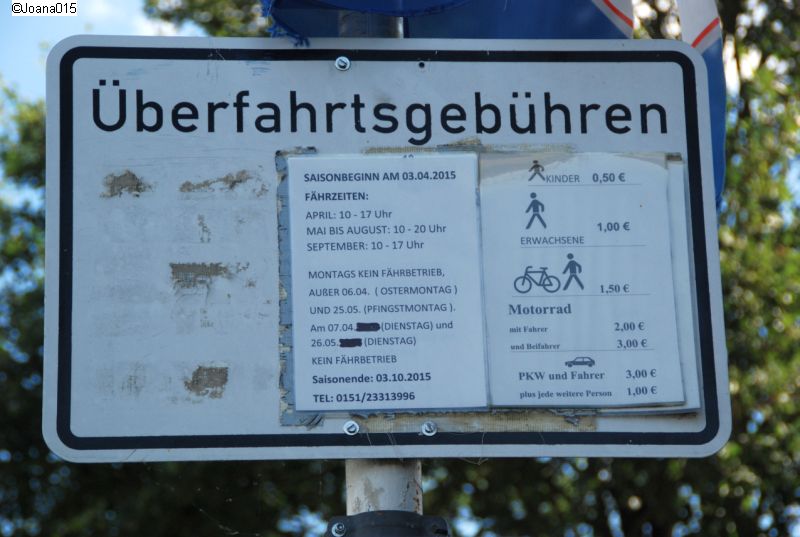 ©Joana015
Überfahrtsgebühren
SAISONBEGINN AM 03.04.2015
FÄHRZEITEN:
APRIL: 10 - 17 Uhr
MAI BIS AUGUST: 10 - 20 Uhr
SEPTEMBER: 10 - 17 Uhr
MONTAGS KEIN FÄHRBETRIEB,
AUßER 06.04. ( OSTERMONTAG )
UND 25.05. (PFINGSTMONTAG ).
Am 07.04. (DIENSTAG) und
26.05. (DIENSTAG)
KEIN FÄHRBETRIEB
Saisonende: 03.10.2015
TEL: 0151/23313996
KINDER 0,50 €
1,00 €
ERWACHSENE
1,50 €
Motorrad
mit Fahrer 2,00 €
und Beifahrer 3,00 €
PKW und Fahrer 3,00 €
plus jede weitere Person 1,00 €